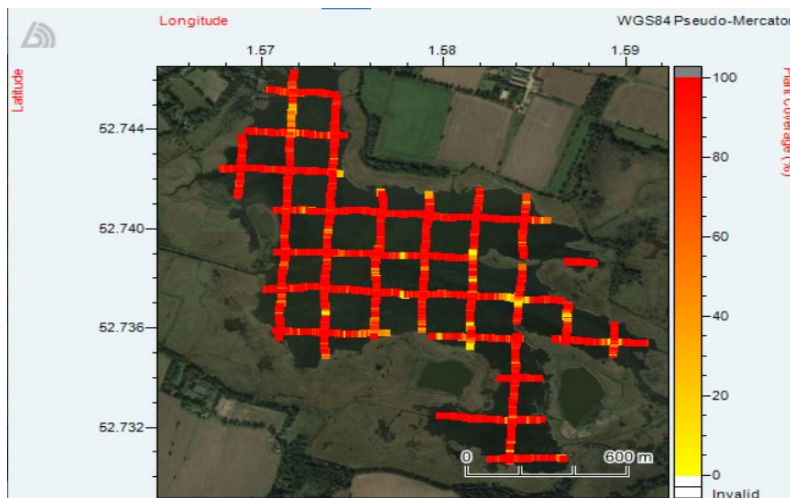 Longitude
WGS84 Pseudo-Mercator
1.57
1.58
1.59
Latitude
52.744
52.740
52.736
52.732
100
80
60
40
20
0
Invalid
Plant Coverage (%)
0
600 m